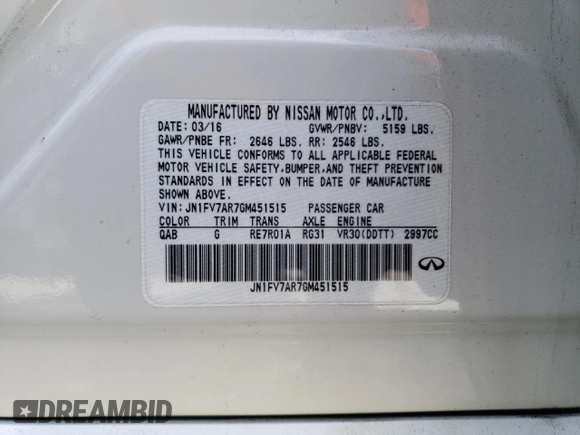 MANUFACTURED BY NISSAN MOTOR CO.,LTD.
DATE: 03/16 GVWR/PNBV: 5159 LBS.
GAWR/PNBE FR: 2646 LBS. RR: 2546 LBS.
THIS VEHICLE CONFORMS TO ALL APPLICABLE FEDERAL
MOTOR VEHICLE SAFETY,BUMPER,AND THEFT PREVENTION
STANDARDS IN EFFECT ON THE DATE OF MANUFACTURE
SHOWN ABOVE.
VIN: JN1FV7AR7GM451515 PASSENGER CAR
COLOR TRIM TRANS AXLE ENGINE
QAB G RE7R01A RG31 VR30(DDTT) 2997CC
JN1FV7AR7GM451515
DREAMBID